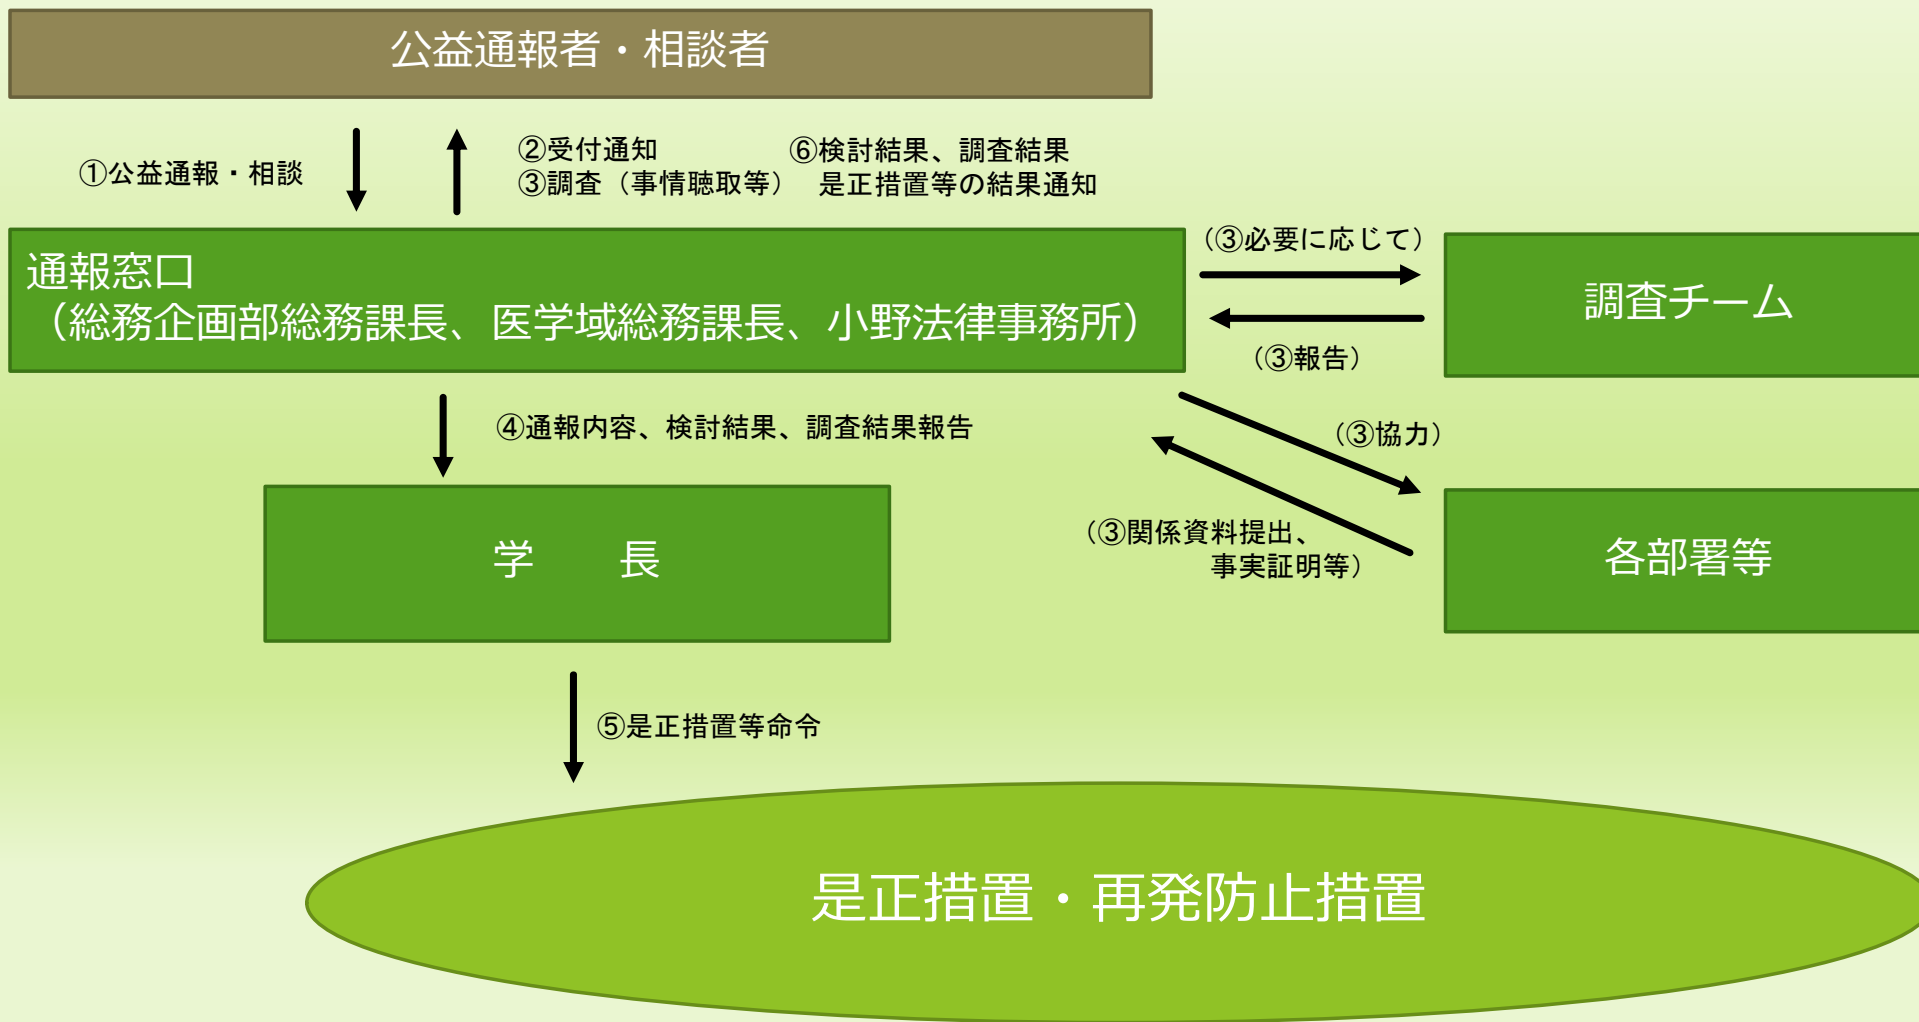 公益通報者・相談者
①公益通報・相談
②受付通知
③調査（事情聴取等）
⑥検討結果、調査結果
是正措置等の結果通知
通報窓口
（総務企画部総務課長、医学域総務課長、小野法律事務所）
（③必要に応じて）
調査チーム
（③報告）
④通報内容、検討結果、調査結果報告
（③協力）
学　　長
（③関係資料提出、
事実証明等）
各部署等
⑤是正措置等命令
是正措置・再発防止措置